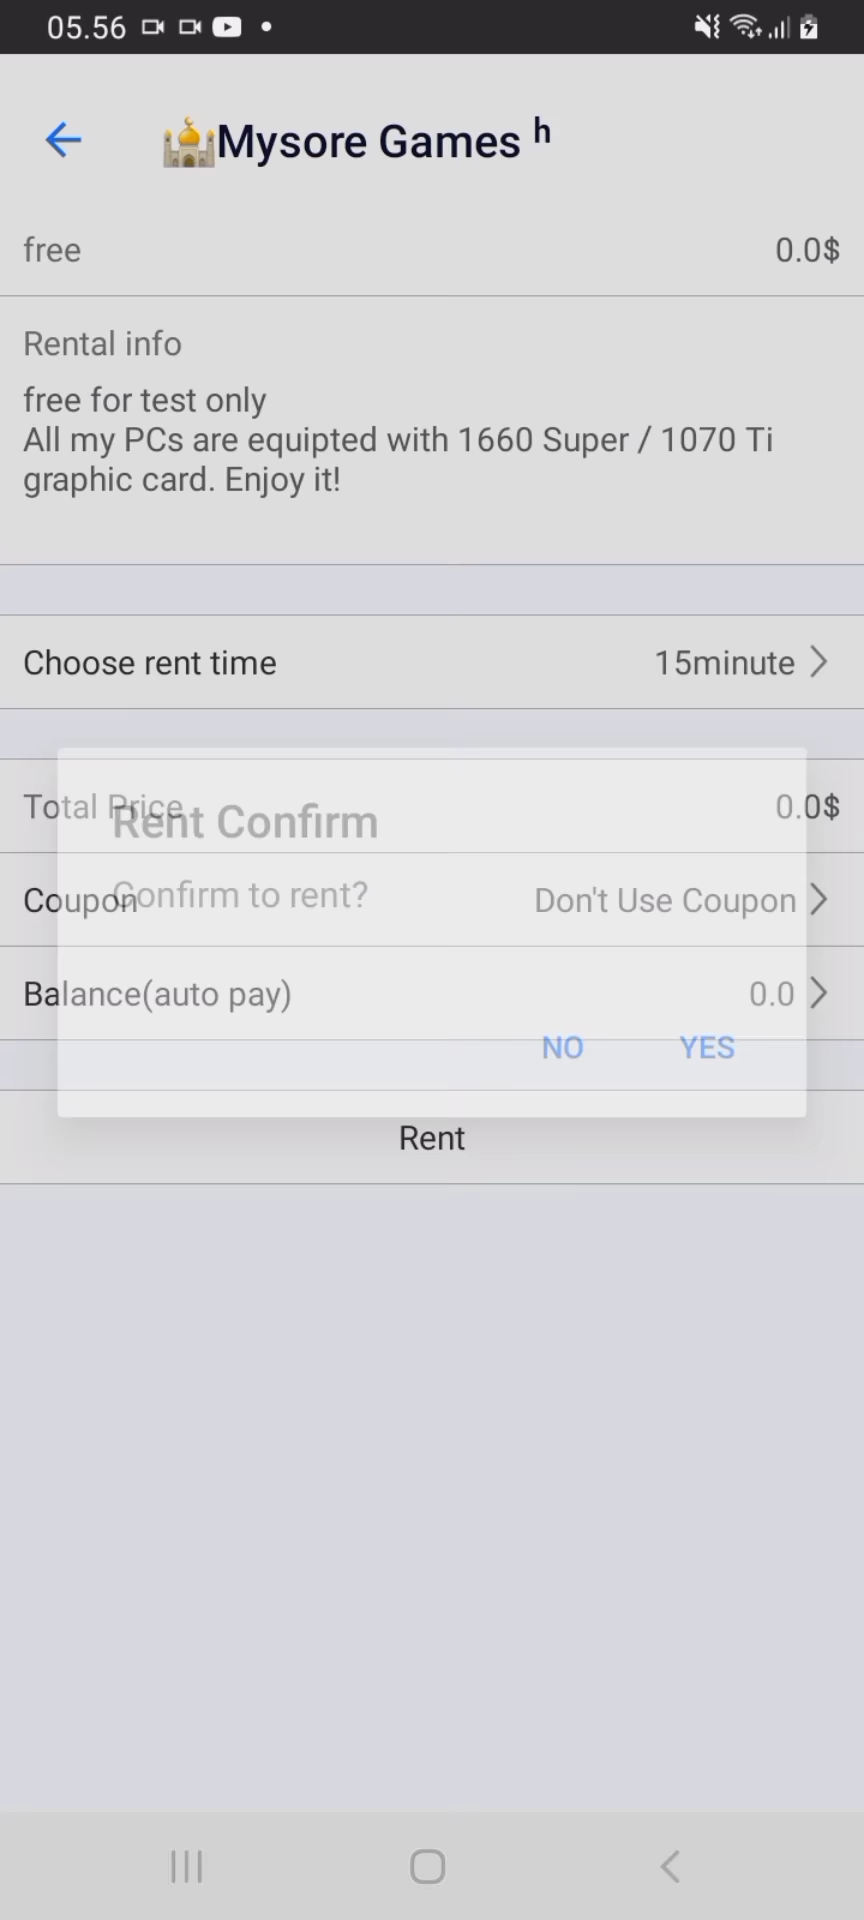 05.56
Mysore Games h
free 0.0$
Rental info
free for test only
All my PCs are equipted with 1660 Super / 1070 Ti
graphic card. Enjoy it!
Choose rent time 15minute
Total Price 0.0$
Rent Confirm
Coupon Don't Use Coupon
Confirm to rent?
Balance(auto pay) 0.0
NO YES
Rent